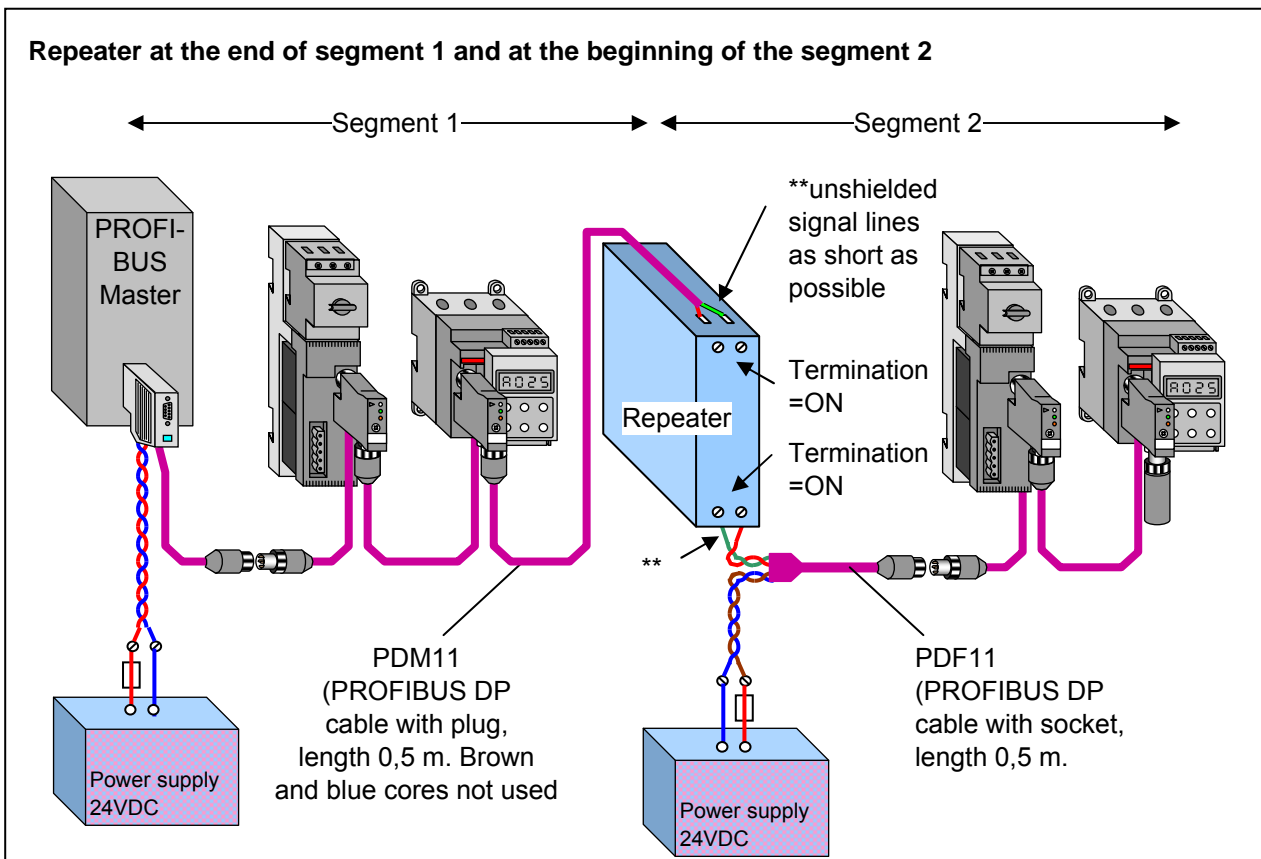 Repeater at the end of segment 1 and at the beginning of the segment 2
Segment 1
Segment 2
PROFI-
BUS
Master
**unshielded
signal lines
as short as
possible
A025
A025
Termination
=ON
Repeater
Termination
=ON
**
PDM11
(PROFIBUS DP
cable with plug,
length 0,5 m. Brown
and blue cores not used
PDF11
(PROFIBUS DP
cable with socket,
length 0,5 m.
Power supply
24VDC
Power supply
24VDC